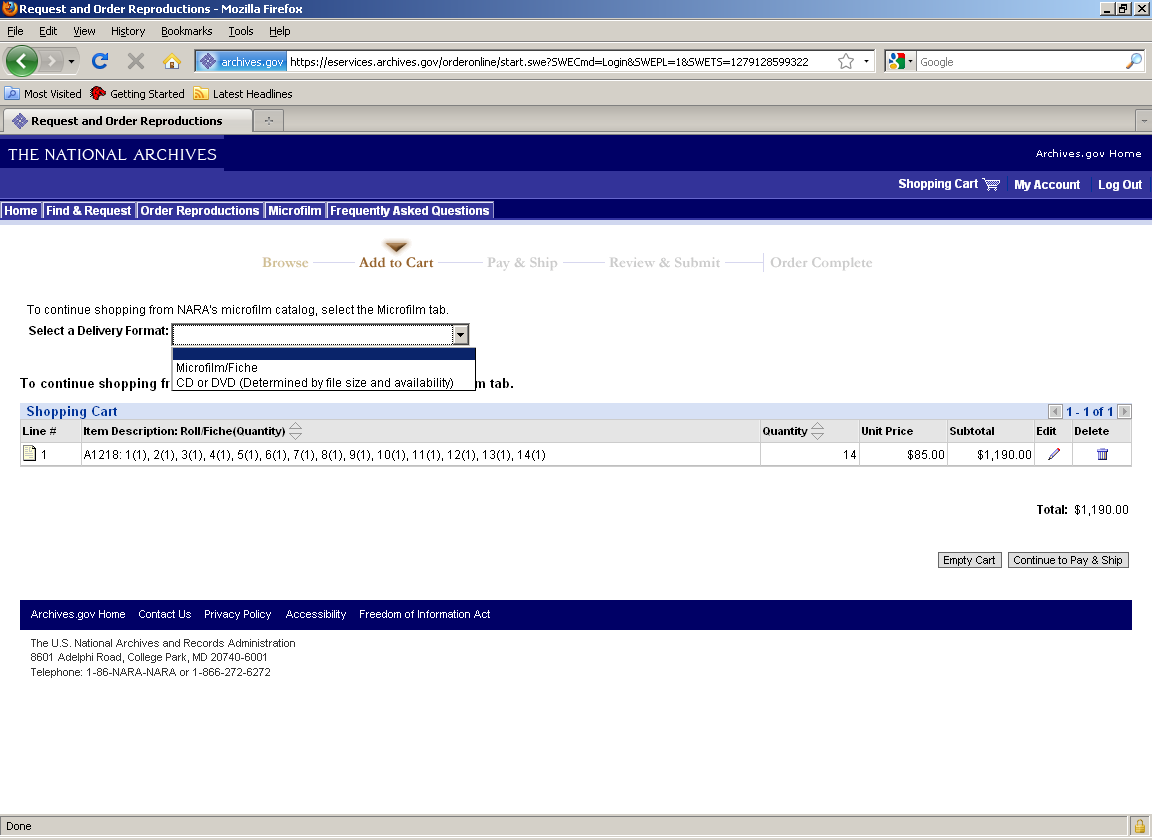 Request and Order Reproductions - Mozilla Firefox
File Edit View History Bookmarks Tools Help
archives.gov https://eservices.archives.gov/orderonline/start.swe?SWECmd=Login&SWEPL=1&SWETS=1279128599322 Google
Most Visited Getting Started Latest Headlines
Request and Order Reproductions
THE NATIONAL ARCHIVES Archives.gov Home
Shopping Cart My Account Log Out
Home Find & Request Order Reproductions Microfilm Frequently Asked Questions
Browse Add to Cart Pay & Ship Review & Submit Order Complete
To continue shopping from NARA's microfilm catalog, select the Microfilm tab.
Select a Delivery Format:
Microfilm/Fiche
CD or DVD (Determined by file size and availability)
To continue shopping fr m tab.
Shopping Cart 1 - 1 of 1
Line # Item Description: Roll/Fiche(Quantity) Quantity Unit Price Subtotal Edit Delete
1 A1218: 1(1), 2(1), 3(1), 4(1), 5(1), 6(1), 7(1), 8(1), 9(1), 10(1), 11(1), 12(1), 13(1), 14(1) 14 $85.00 $1,190.00
Total: $1,190.00
Empty Cart Continue to Pay & Ship
Archives.gov Home Contact Us Privacy Policy Accessibility Freedom of Information Act
The U.S. National Archives and Records Administration
8601 Adelphi Road, College Park, MD 20740-6001
Telephone: 1-86-NARA-NARA or 1-866-272-6272
Done